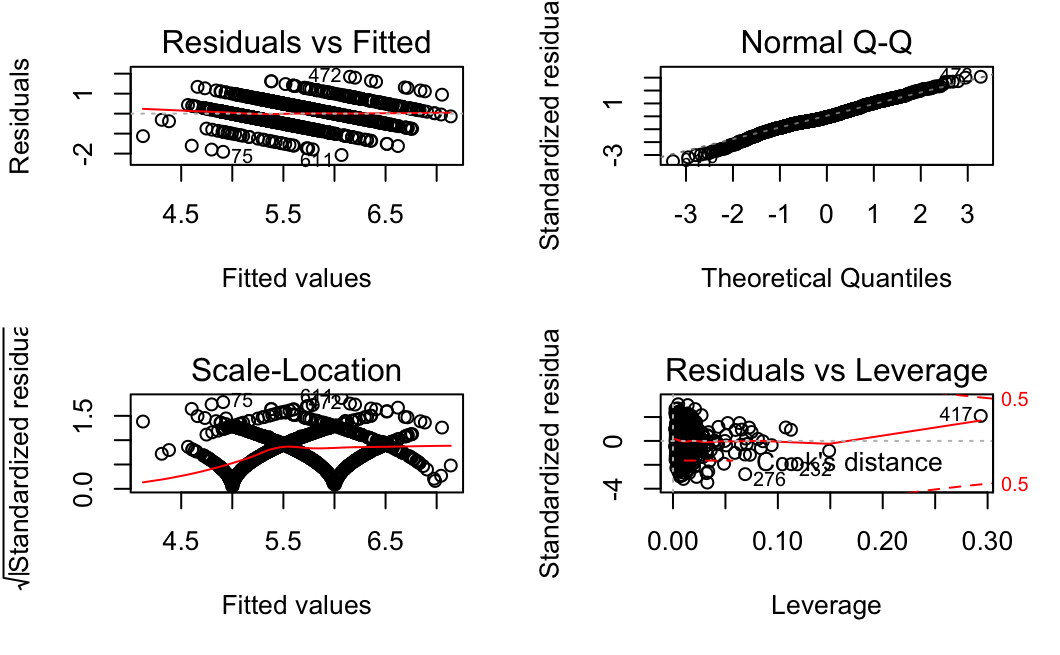 Residuals vs Fitted
Residuals
1
-2
472
75
611
4.5 5.5 6.5
Fitted values
Normal Q-Q
Standardized residua
1
-3
472
-3 -2 -1 0 1 2 3
Theoretical Quantiles
Scale-Location
√|Standardized residua
1.5
0.0
75
611
472
4.5 5.5 6.5
Fitted values
Residuals vs Leverage
Standardized residua
0
-4
417
0.5
Cook's distance
232
276
0.5
0.00 0.10 0.20 0.30
Leverage